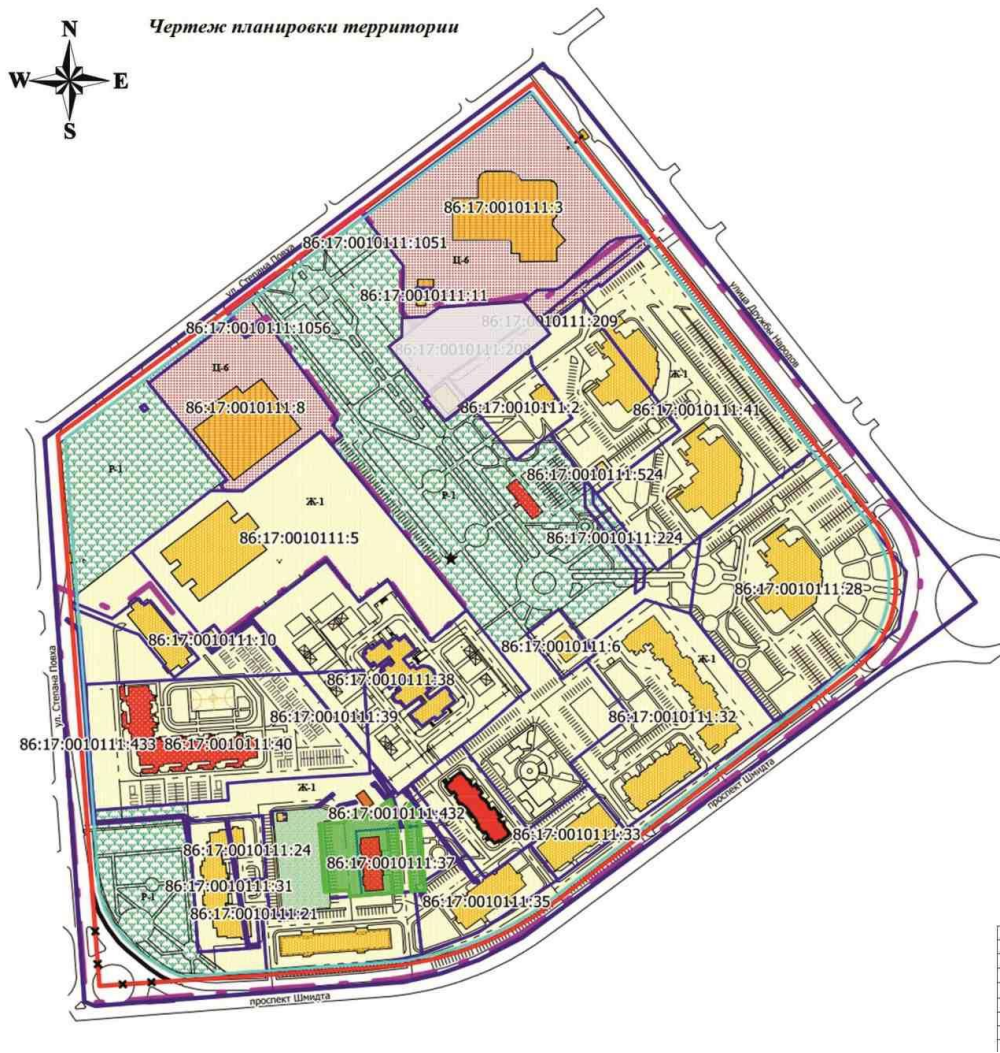 Чертеж планировки территории
N
W E
S
86:17:0010111:3
86:17:0010111:1051
Ц-6
ул. Степана Повха
86:17:0010111:11
улица Дружбы Народов
86:17:0010111:209
86:17:0010111:1056
86:17:0010111:208
Ц-6
Ж-1
86:17:0010111:8
86:17:0010111:2
86:17:0010111:41
Р-1
86:17:0010111:524
Р-1
Ж-1
86:17:0010111:5
86:17:0010111:224
86:17:0010111:28
86:17:0010111:10
86:17:0010111:6
Ж-1
86:17:0010111:38
ул. Степана Повха
86:17:0010111:39
86:17:0010111:32
86:17:0010111:433
86:17:0010111:40
проспект Шмидта
Ж-1
86:17:0010111:432
86:17:0010111:33
86:17:0010111:24
86:17:0010111:37
86:17:0010111:31
Р-1
86:17:0010111:35
86:17:0010111:21
проспект Шмидта